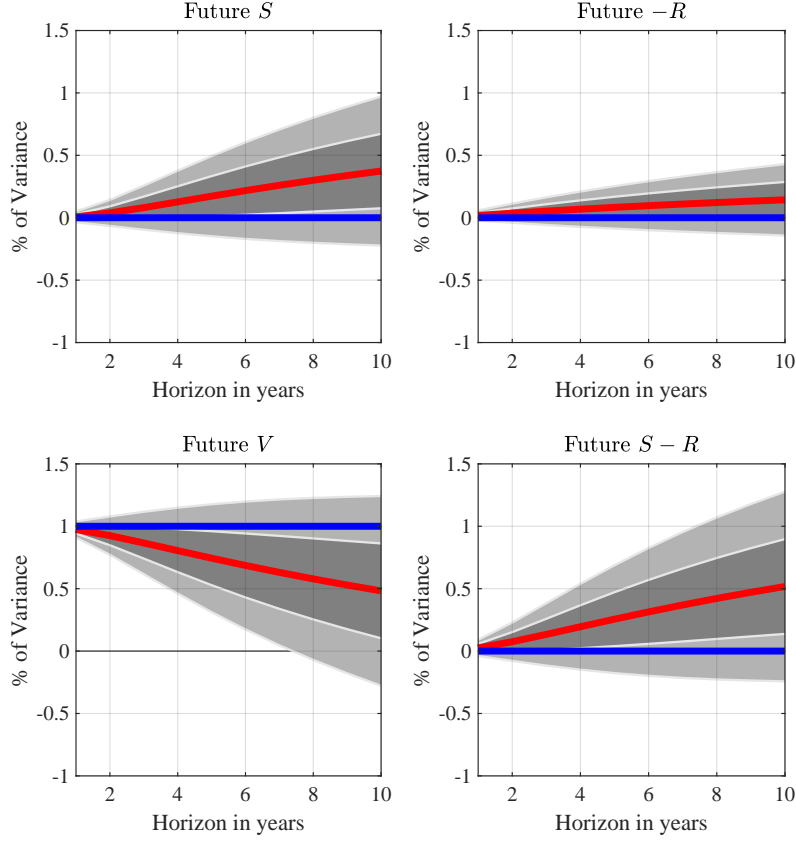 Future S
1.5
1
0.5
0
-0.5
-1
% of Variance
2 4 6 8 10
Horizon in years
Future −R
1.5
1
0.5
0
-0.5
-1
% of Variance
2 4 6 8 10
Horizon in years
Future V
1.5
1
0.5
0
-0.5
-1
% of Variance
2 4 6 8 10
Horizon in years
Future S − R
1.5
1
0.5
0
-0.5
-1
% of Variance
2 4 6 8 10
Horizon in years